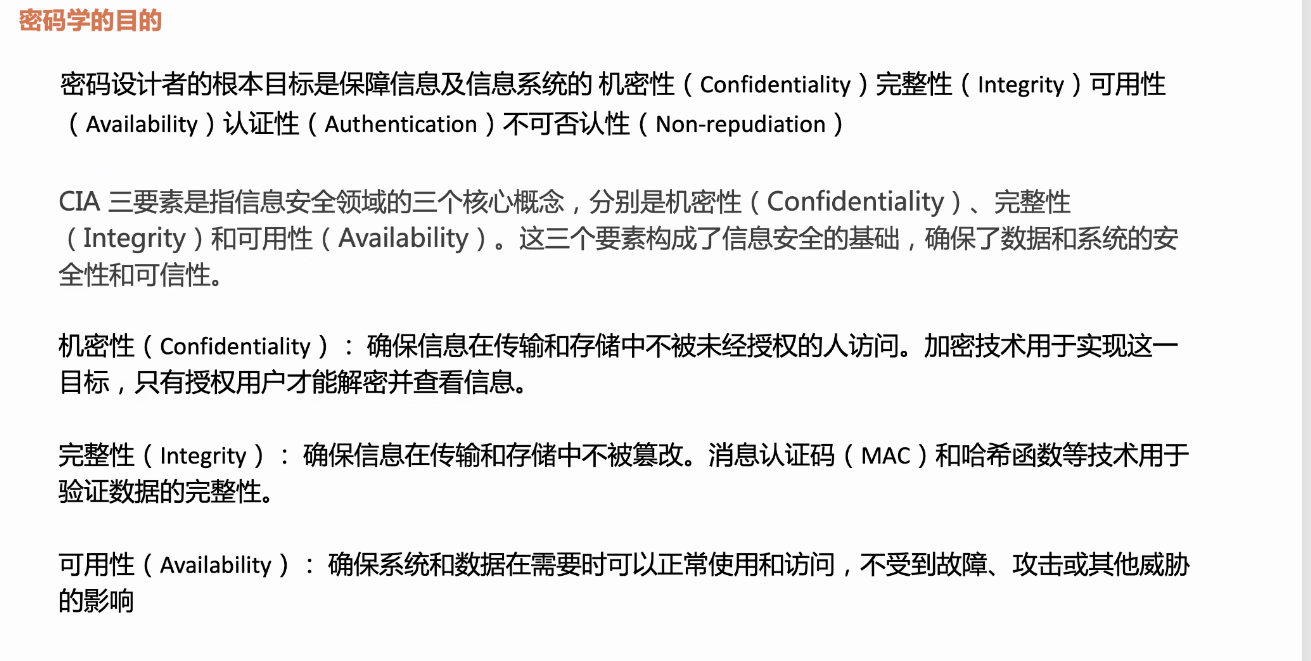 密码学的目的
密码设计者的根本目标是保障信息及信息系统的 机密性（Confidentiality）完整性（Integrity）可用性
（Availability）认证性（Authentication）不可否认性（Non-repudiation）
CIA 三要素是指信息安全领域的三个核心概念，分别是机密性（Confidentiality）、完整性
（Integrity）和可用性（Availability）。这三个要素构成了信息安全的基础，确保了数据和系统的安
全性和可信性。
机密性（Confidentiality）： 确保信息在传输和存储中不被未经授权的人访问。加密技术用于实现这一
目标，只有授权用户才能解密并查看信息。
完整性（Integrity）： 确保信息在传输和存储中不被篡改。消息认证码（MAC）和哈希函数等技术用于
验证数据的完整性。
可用性（Availability）： 确保系统和数据在需要时可以正常使用和访问，不受到故障、攻击或其他威胁
的影响